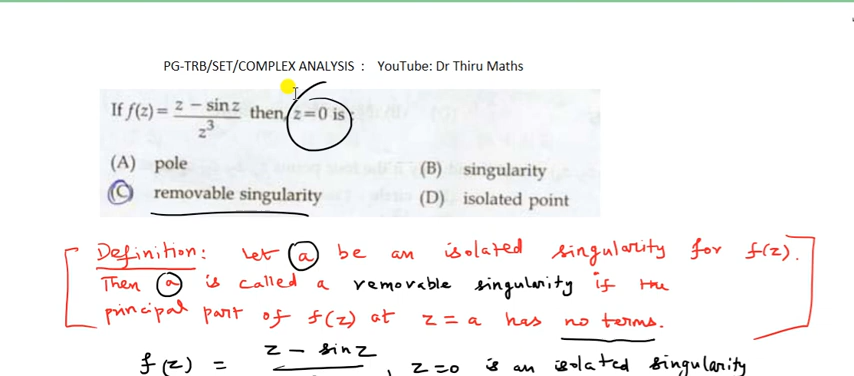 PG-TRB/SET/COMPLEX ANALYSIS : YouTube: Dr Thiru Maths
If f(z) = (z − sin z)/z³ then, z = 0 is :
(A) pole
(B) singularity
(C) removable singularity
(D) isolated point
Definition: Let a be an isolated singularity for f(z).
Then a is called a removable singularity if the
principal part of f(z) at z = a has no terms.
f(z) = z − sin z , z=0 is an isolated singularity